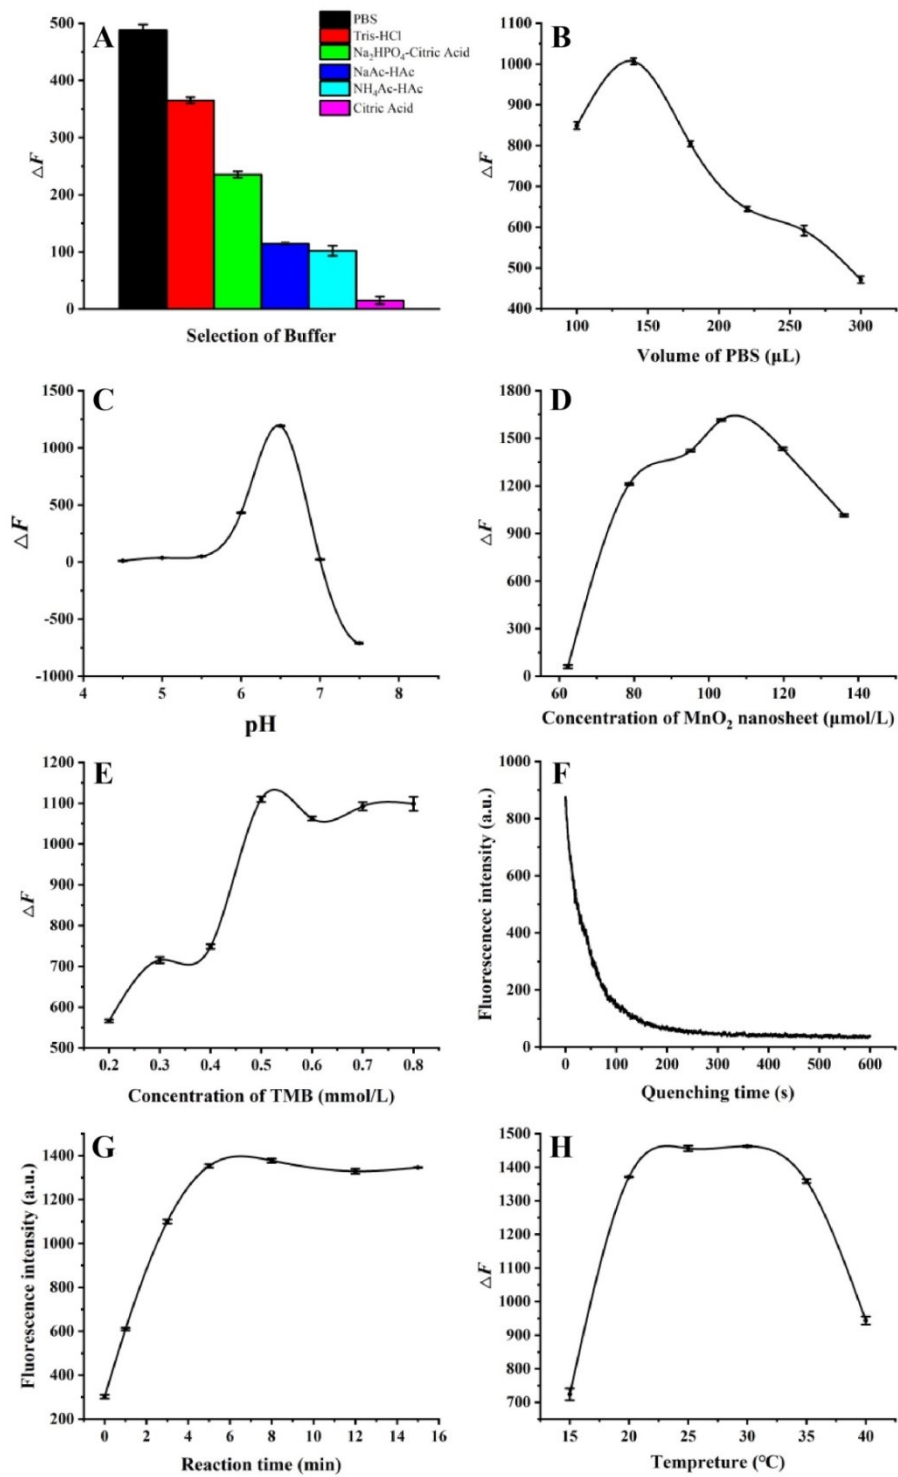 A
PBS
Tris-HCl
Na₂HPO₄-Citric Acid
NaAc-HAc
NH₄Ac-HAc
Citric Acid
500
400
300
200
100
0
△F
Selection of Buffer
B
1100
1000
900
800
700
600
500
400
△F
100 150 200 250 300
Volume of PBS (μL)
C
1500
1000
500
0
-500
-1000
△F
4 5 6 7 8
pH
D
1800
1500
1200
900
600
300
0
△F
60 80 100 120 140
Concentration of MnO₂ nanosheet (μmol/L)
E
1200
1100
1000
900
800
700
600
500
△F
0.2 0.3 0.4 0.5 0.6 0.7 0.8
Concentration of TMB (mmol/L)
F
1000
800
600
400
200
0
Fluorescencec intensity (a.u.)
0 100 200 300 400 500 600
Quenching time (s)
G
1400
1200
1000
800
600
400
200
Fluorescence intensity (a.u.)
0 2 4 6 8 10 12 14 16
Reaction time (min)
H
1500
1400
1300
1200
1100
1000
900
800
700
△F
15 20 25 30 35 40
Tempreture (℃)